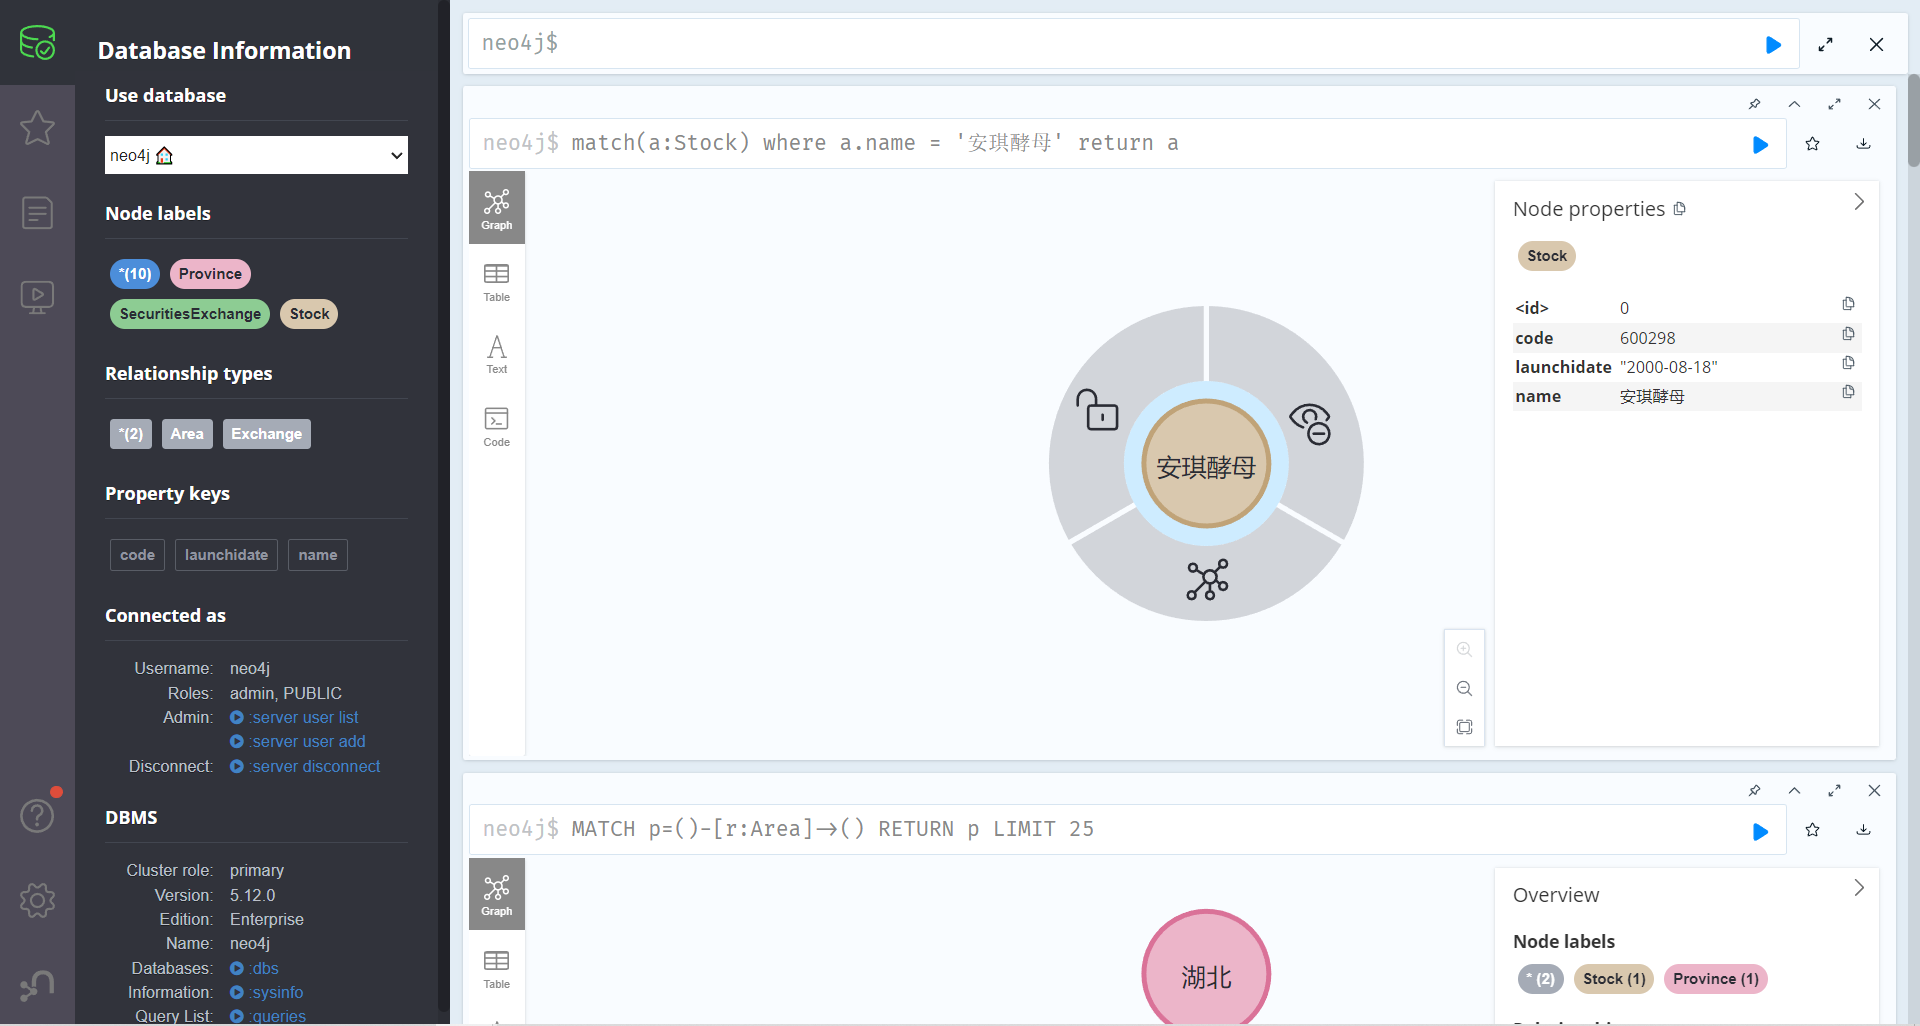 Database Information
Use database
neo4j
Node labels
*(10) Province
SecuritiesExchange Stock
Relationship types
*(2) Area Exchange
Property keys
code launchidate name
Connected as
Username: neo4j
Roles: admin, PUBLIC
Admin: :server user list
:server user add
Disconnect: :server disconnect
DBMS
Cluster role: primary
Version: 5.12.0
Edition: Enterprise
Name: neo4j
Databases: :dbs
Information: :sysinfo
Query List: :queries
neo4j$
neo4j$ match(a:Stock) where a.name = '安琪酵母' return a
Graph
Table
Text
Code
安琪酵母
Node properties
Stock
<id> 0
code 600298
launchidate "2000-08-18"
name 安琪酵母
neo4j$ MATCH p=()-[r:Area]->() RETURN p LIMIT 25
Graph
Table
湖北
Overview
Node labels
* (2) Stock (1) Province (1)